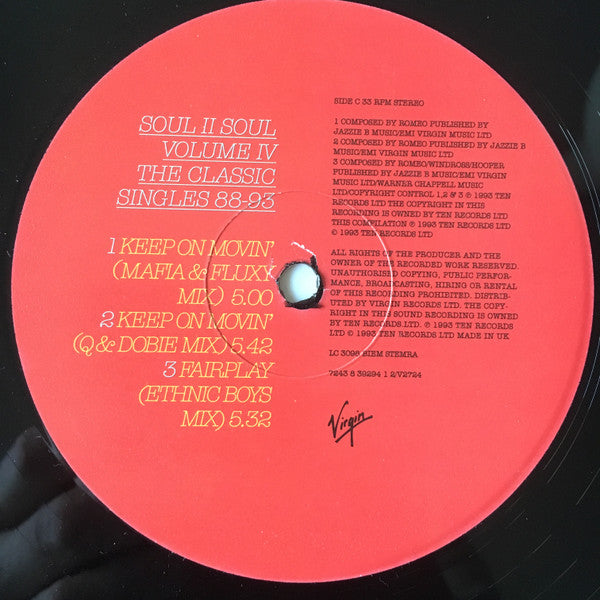 SOUL II SOUL
VOLUME IV
THE CLASSIC
SINGLES 88-93
1 KEEP ON MOVIN'
(MAFIA & FLUXY
MIX) 5.00
2 KEEP ON MOVIN'
(Q & DOBIE MIX) 5.42
3 FAIRPLAY
(ETHNIC BOYS
MIX) 5.32
SIDE C 33 RPM STEREO
1 COMPOSED BY ROMEO PUBLISHED BY
JAZZIE B MUSIC/EMI VIRGIN MUSIC LTD
2 COMPOSED BY ROMEO PUBLISHED BY JAZZIE
B MUSIC/EMI VIRGIN MUSIC LTD
3 COMPOSED BY ROMEO/WINDROSS/HOOPER
PUBLISHED BY JAZZIE B MUSIC/EMI VIRGIN
MUSIC LTD/WARNER CHAPPELL MUSIC
LTD/COPYRIGHT CONTROL 1,2 & 3 ℗ 1993 TEN
RECORDS LTD THE COPYRIGHT IN THIS
RECORDING IS OWNED BY TEN RECORDS LTD
THIS COMPILATION ℗ 1993 TEN RECORDS LTD
© 1993 TEN RECORDS LTD
ALL RIGHTS OF THE PRODUCER AND THE
OWNER OF THE RECORDED WORK RESERVED.
UNAUTHORISED COPYING, PUBLIC PERFOR-
MANCE, BROADCASTING, HIRING OR RENTAL
OF THIS RECORDING PROHIBITED. DISTRIB-
UTED BY VIRGIN RECORDS LTD. THE COPY-
RIGHT IN THIS SOUND RECORDING IS OWNED
BY TEN RECORDS LTD. ℗ 1993 TEN RECORDS
LTD © 1993 TEN RECORDS LTD MADE IN UK
LC 3098 BIEM STEMRA
7243 8 39294 1 2/V2724
Virgin